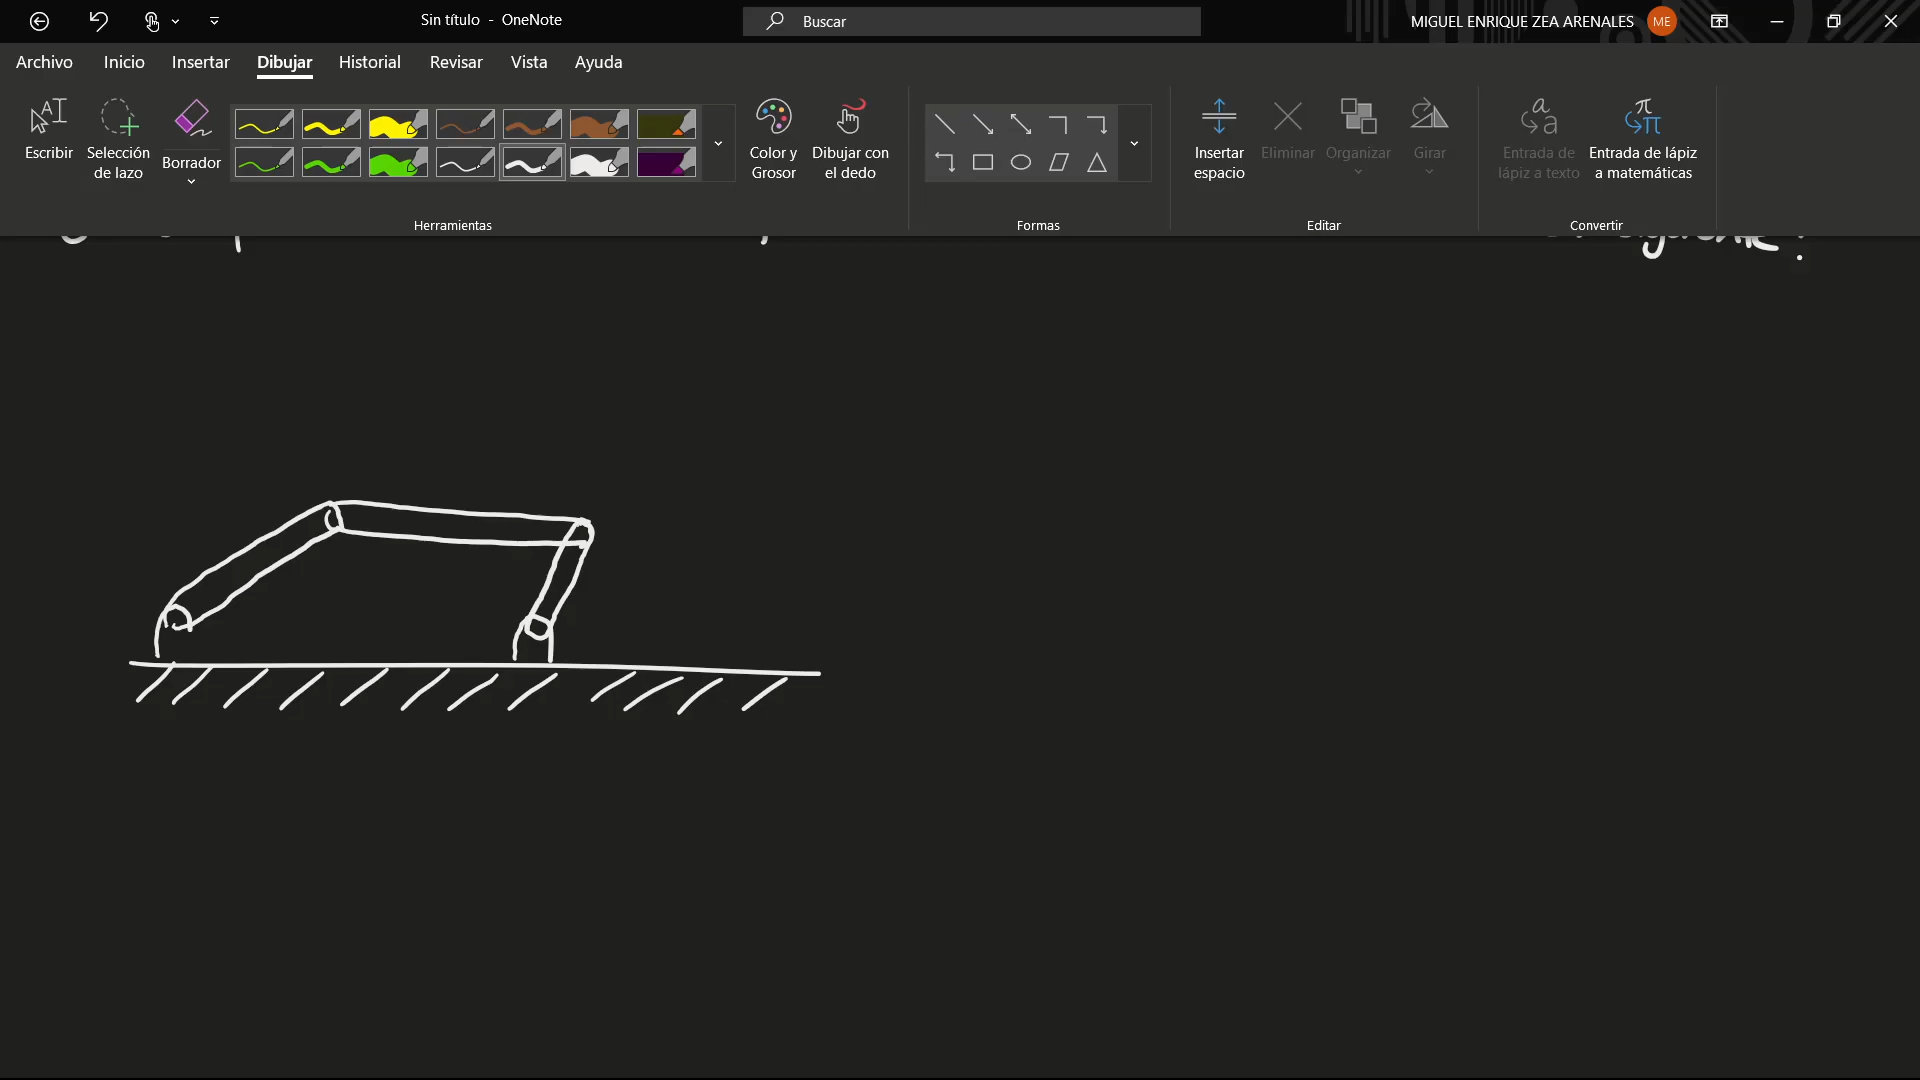 Sin título - OneNote
Buscar
MIGUEL ENRIQUE ZEA ARENALES
ME
Archivo Inicio Insertar Dibujar Historial Revisar Vista Ayuda
Escribir
Selección de lazo
Borrador
Color y Grosor
Dibujar con el dedo
Insertar espacio
Eliminar
Organizar
Girar
Entrada de lápiz a texto
Entrada de lápiz a matemáticas
Herramientas
Formas
Editar
Convertir